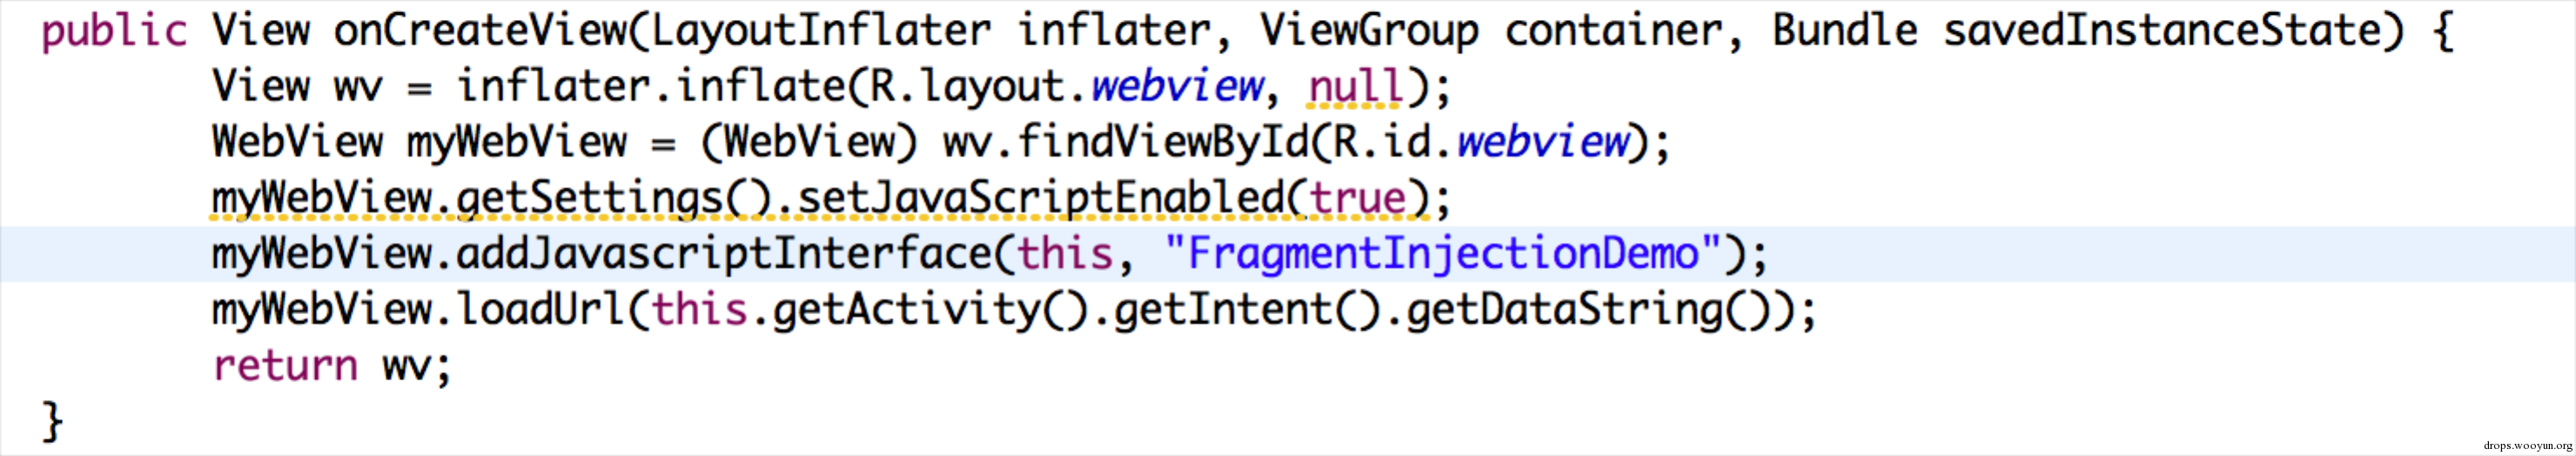 public View onCreateView(LayoutInflater inflater, ViewGroup container, Bundle savedInstanceState) {
View wv = inflater.inflate(R.layout.webview, null);
WebView myWebView = (WebView) wv.findViewById(R.id.webview);
myWebView.getSettings().setJavaScriptEnabled(true);
myWebView.addJavascriptInterface(this, "FragmentInjectionDemo");
myWebView.loadUrl(this.getActivity().getIntent().getDataString());
return wv;
}
drops.wooyun.org